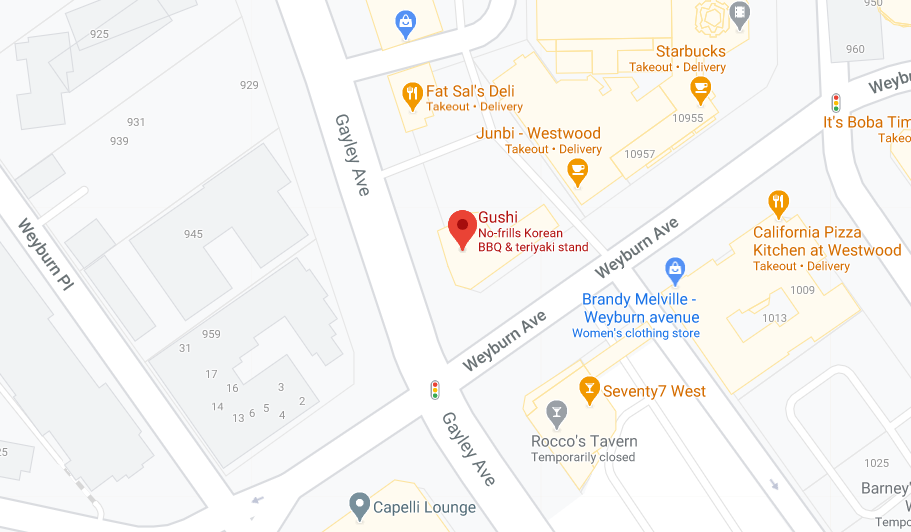 950
925
960
Starbucks
Takeout • Delivery
Weybu
929
Fat Sal's Deli
Takeout • Delivery
10955
931
939
It's Boba Tim
Takeo
Junbi - Westwood
Takeout • Delivery
10957
Gayley Ave
Gushi
No-frills Korean
BBQ & teriyaki stand
Weyburn Pl
945
Weyburn Ave
California Pizza
Kitchen at Westwood
Takeout • Delivery
Brandy Melville -
Weyburn avenue
Women's clothing store
1009
1013
959
31
Weyburn Ave
17
16
3
14
13
6
5
4
2
Seventy7 West
Rocco's Tavern
Temporarily closed
Gayley Ave
25
1025
Barney'
W
Tempo
Capelli Lounge